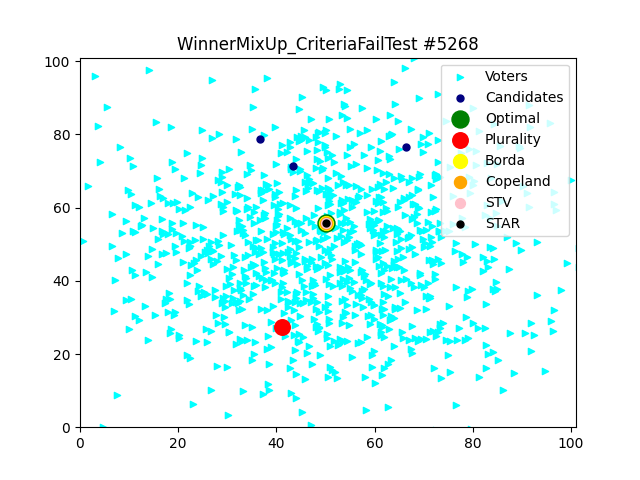 WinnerMixUp_CriteriaFailTest #5268
100
80
60
40
20
0
0 20 40 60 80 100
Voters
Candidates
Optimal
Plurality
Borda
Copeland
STV
STAR